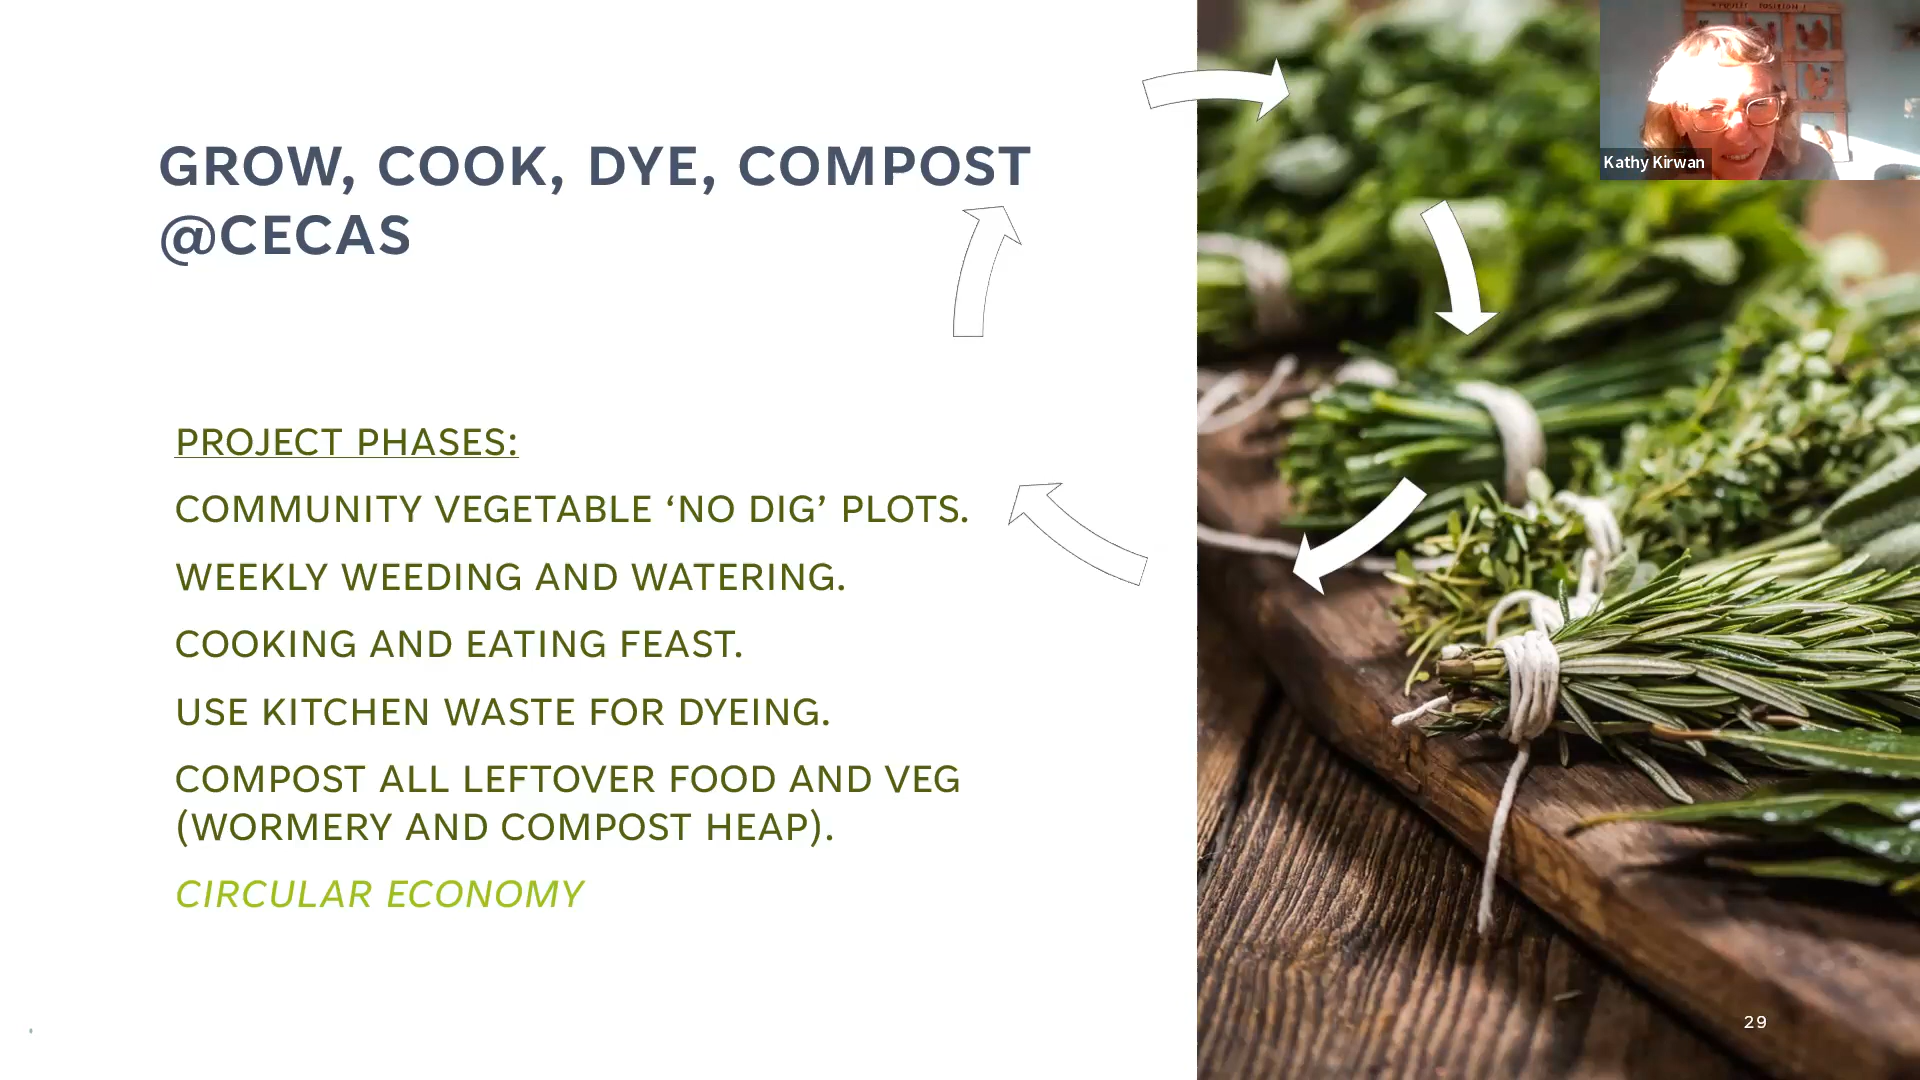 GROW, COOK, DYE, COMPOST
@CECAS
PROJECT PHASES:
COMMUNITY VEGETABLE ‘NO DIG’ PLOTS.
WEEKLY WEEDING AND WATERING.
COOKING AND EATING FEAST.
USE KITCHEN WASTE FOR DYEING.
COMPOST ALL LEFTOVER FOOD AND VEG
(WORMERY AND COMPOST HEAP).
CIRCULAR ECONOMY
Kathy Kirwan
29